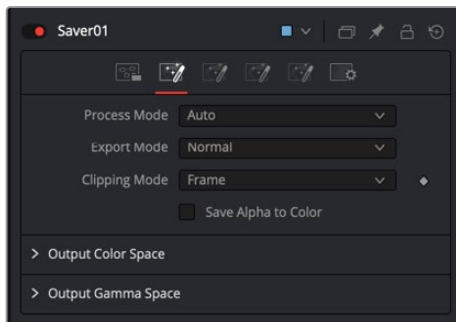 Saver01
Process Mode Auto
Export Mode Normal
Clipping Mode Frame
Save Alpha to Color
Output Color Space
Output Gamma Space